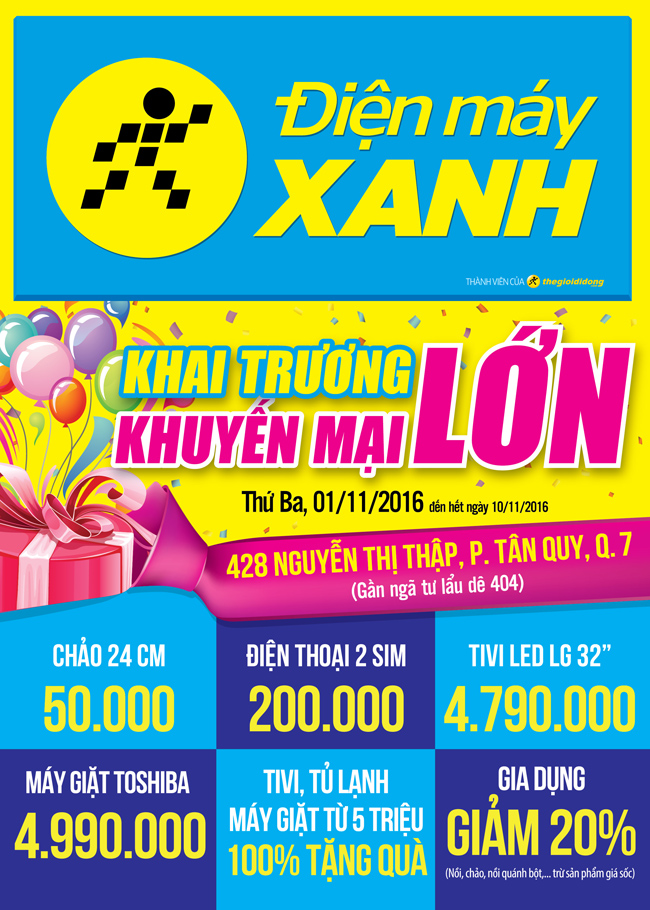 Điện máy
XANH
THÀNH VIÊN CỦA thegioididong
KHAI TRƯƠNG
KHUYẾN MẠI LỚN
Thứ Ba, 01/11/2016 đến hết ngày 10/11/2016
428 NGUYỄN THỊ THẬP, P. TÂN QUY, Q. 7
(Gần ngã tư lẩu dê 404)
CHẢO 24 CM
50.000
ĐIỆN THOẠI 2 SIM
200.000
TIVI LED LG 32”
4.790.000
MÁY GIẶT TOSHIBA
4.990.000
TIVI, TỦ LẠNH
MÁY GIẶT TỪ 5 TRIỆU
100% TẶNG QUÀ
GIA DỤNG
GIẢM 20%
(Nồi, chảo, nồi quánh bột,... trừ sản phẩm giá sốc)